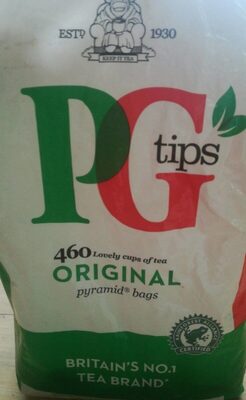 ESTD 1930
KEEP IT TEA
PG tips
460 Lovely cups of tea
ORIGINAL
pyramid® bags
BRITAIN'S NO.1
TEA BRAND*